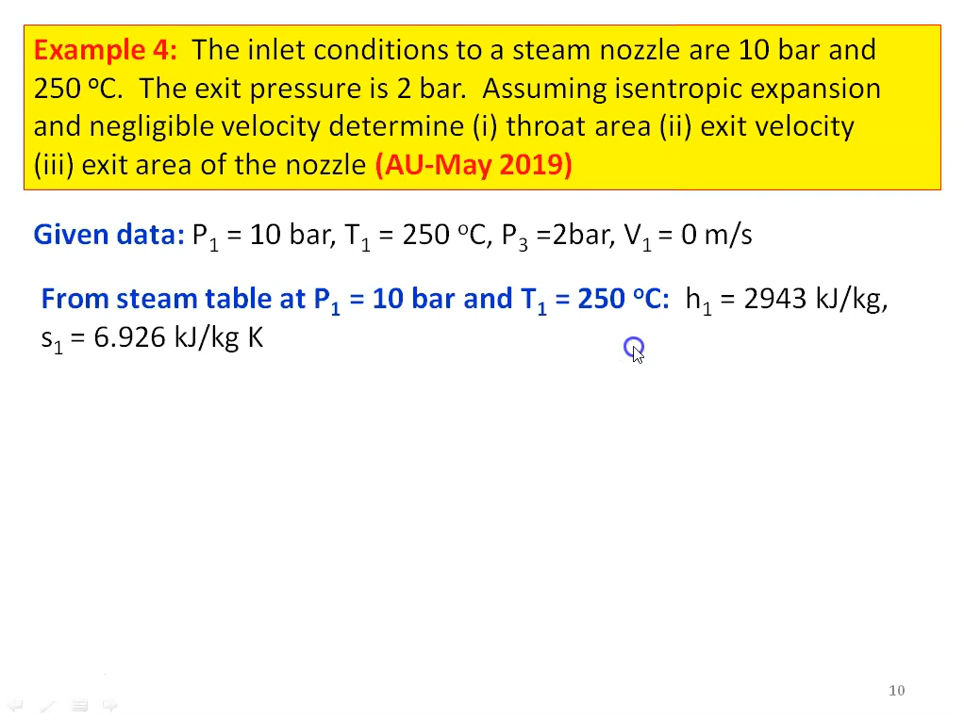 Example 4: The inlet conditions to a steam nozzle are 10 bar and
250 ᵒC. The exit pressure is 2 bar. Assuming isentropic expansion
and negligible velocity determine (i) throat area (ii) exit velocity
(iii) exit area of the nozzle (AU-May 2019)
Given data: P₁ = 10 bar, T₁ = 250 ᵒC, P₃ =2bar, V₁ = 0 m/s
From steam table at P₁ = 10 bar and T₁ = 250 ᵒC: h₁ = 2943 kJ/kg,
s₁ = 6.926 kJ/kg K
10